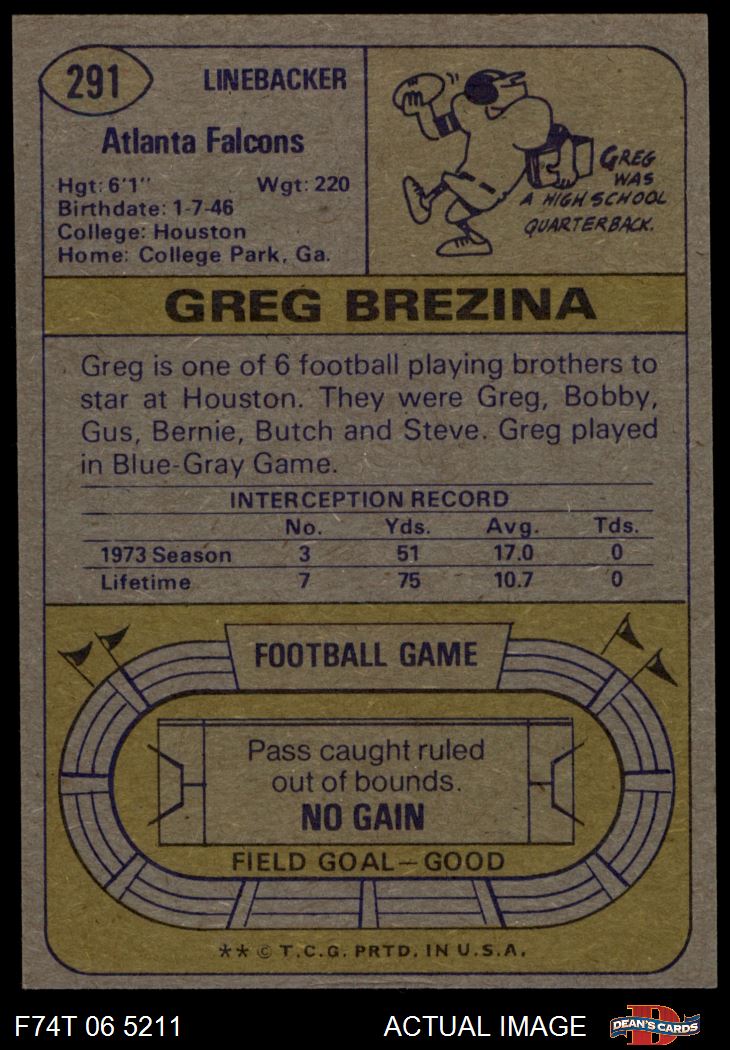 291
LINEBACKER
Atlanta Falcons
Hgt: 6'1" Wgt: 220
Birthdate: 1-7-46
College: Houston
Home: College Park, Ga.
GREG
WAS
A HIGH SCHOOL
QUARTERBACK.
GREG BREZINA
Greg is one of 6 football playing brothers to
star at Houston. They were Greg, Bobby,
Gus, Bernie, Butch and Steve. Greg played
in Blue-Gray Game.
INTERCEPTION RECORD
No. Yds. Avg. Tds.
1973 Season 3 51 17.0 0
Lifetime 7 75 10.7 0
FOOTBALL GAME
Pass caught ruled
out of bounds.
NO GAIN
FIELD GOAL—GOOD
** © T.C.G. PRTD. IN U.S.A.
F74T 06 5211 ACTUAL IMAGE
D
DEAN'S CARDS